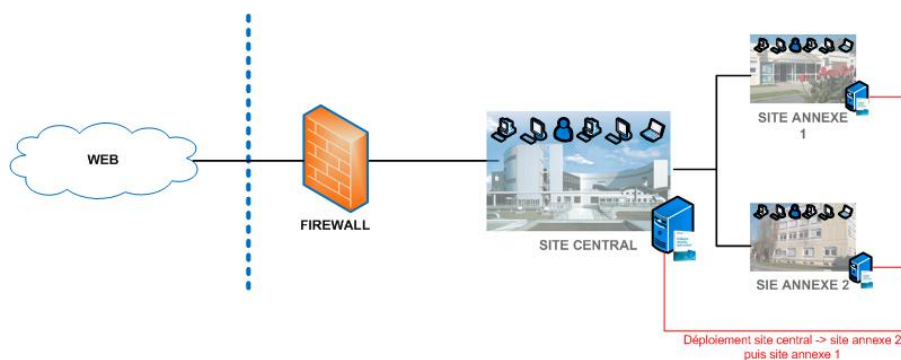 WEB
FIREWALL
SITE CENTRAL
SITE ANNEXE
1
SIE ANNEXE 2
Déploiement site central -> site annexe 2
puis site annexe 1